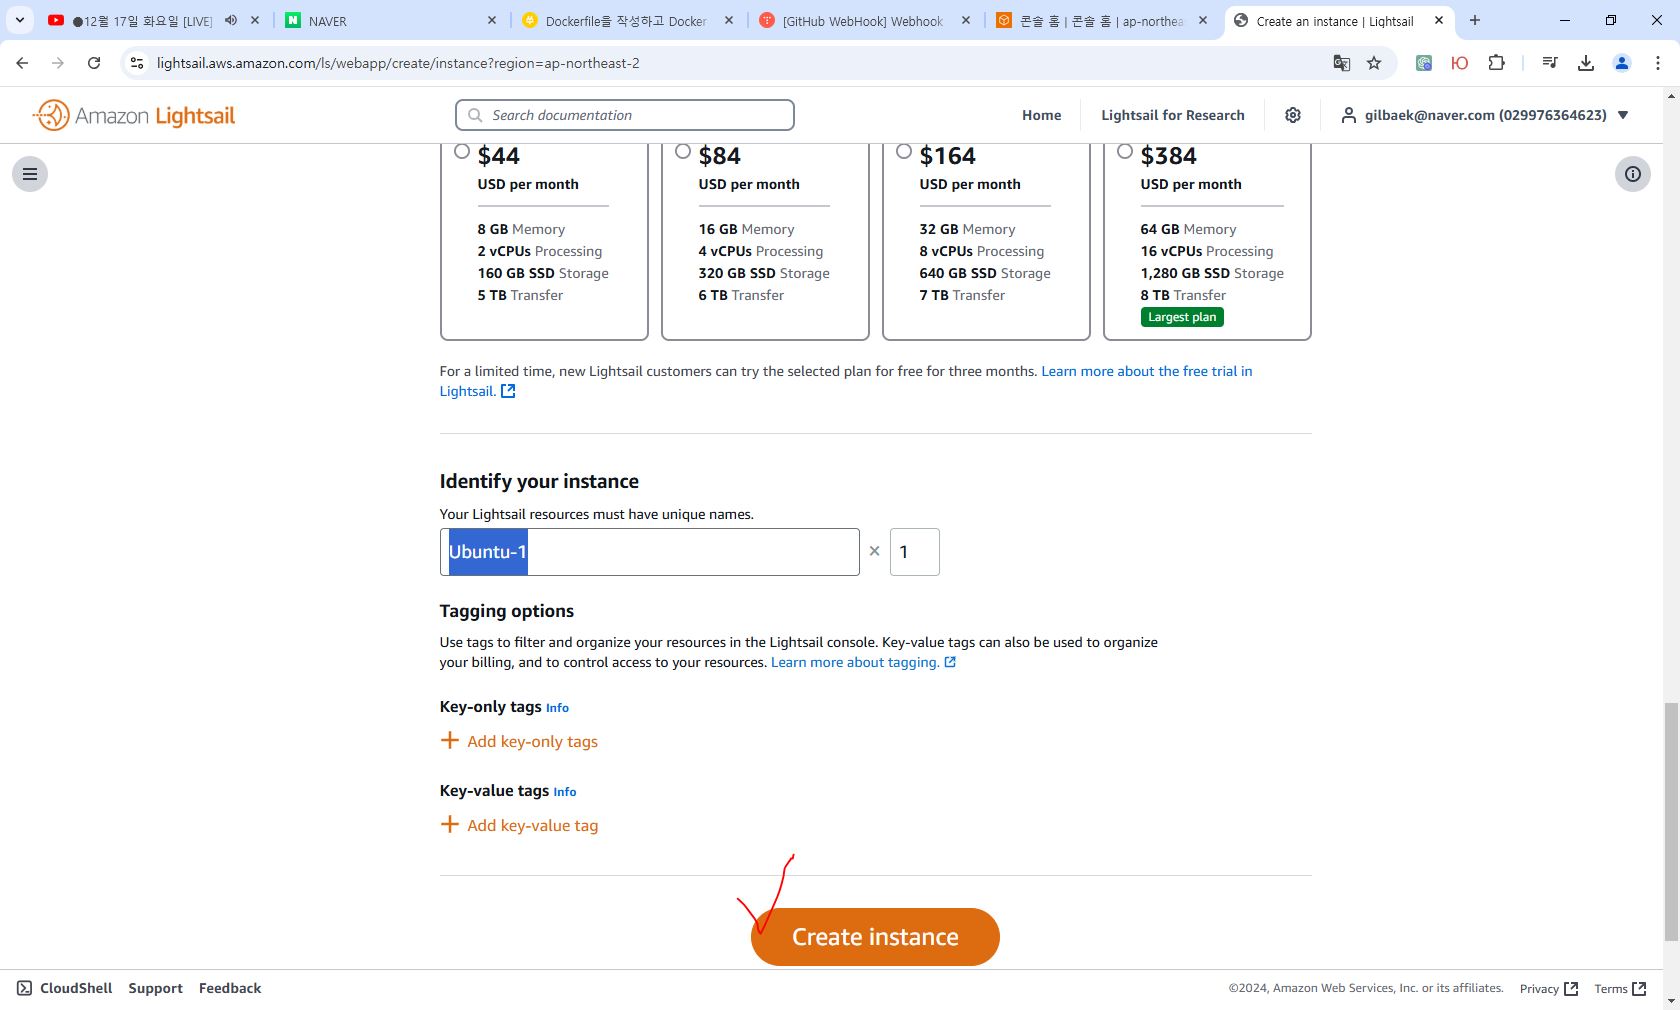 ●12월 17일 화요일 [LIVE]
NAVER
Dockerfile을 작성하고 Docker
[GitHub WebHook] Webhook
콘솔 홈 | 콘솔 홈 | ap-northea
Create an instance | Lightsail
lightsail.aws.amazon.com/ls/webapp/create/instance?region=ap-northeast-2
Amazon Lightsail
Search documentation
Home
Lightsail for Research
gilbaek@naver.com (029976364623)
$44
USD per month
8 GB Memory
2 vCPUs Processing
160 GB SSD Storage
5 TB Transfer
$84
USD per month
16 GB Memory
4 vCPUs Processing
320 GB SSD Storage
6 TB Transfer
$164
USD per month
32 GB Memory
8 vCPUs Processing
640 GB SSD Storage
7 TB Transfer
$384
USD per month
64 GB Memory
16 vCPUs Processing
1,280 GB SSD Storage
8 TB Transfer
Largest plan
For a limited time, new Lightsail customers can try the selected plan for free for three months. Learn more about the free trial in
Lightsail.
Identify your instance
Your Lightsail resources must have unique names.
Ubuntu-1 × 1
Tagging options
Use tags to filter and organize your resources in the Lightsail console. Key-value tags can also be used to organize
your billing, and to control access to your resources. Learn more about tagging.
Key-only tags Info
+ Add key-only tags
Key-value tags Info
+ Add key-value tag
Create instance
CloudShell Support Feedback
©2024, Amazon Web Services, Inc. or its affiliates. Privacy Terms